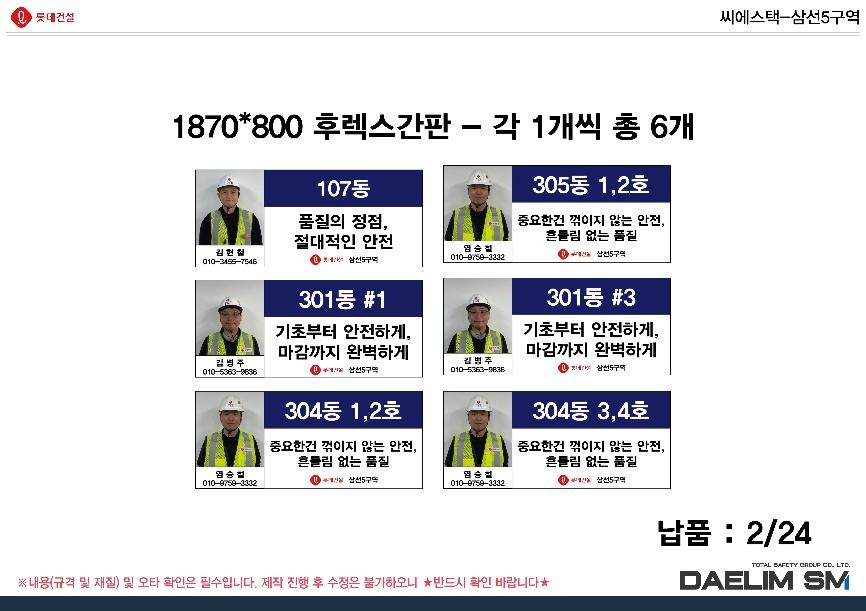 롯데건설
씨에스택-삼선5구역
1870*800 후렉스간판 - 각 1개씩 총 6개
107동
품질의 정점,
절대적인 안전
김현철
010-3455-7546
롯데건설 삼선5구역
305동 1,2호
중요한건 꺾이지 않는 안전,
흔들림 없는 품질
염승철
010-9759-3332
롯데건설 삼선5구역
301동 #1
기초부터 안전하게,
마감까지 완벽하게
김병주
010-5363-9836
롯데건설 삼선5구역
301동 #3
기초부터 안전하게,
마감까지 완벽하게
김병주
010-5363-9836
롯데건설 삼선5구역
304동 1,2호
중요한건 꺾이지 않는 안전,
흔들림 없는 품질
염승철
010-9759-3332
롯데건설 삼선5구역
304동 3,4호
중요한건 꺾이지 않는 안전,
흔들림 없는 품질
염승철
010-9759-3332
롯데건설 삼선5구역
납품 : 2/24
※내용(규격 및 재질) 및 오타 확인은 필수입니다. 제작 진행 후 수정은 불가하오니 ★반드시 확인 바랍니다★
TOTAL SAFETY GROUP CO., LTD.
DAELIM SM